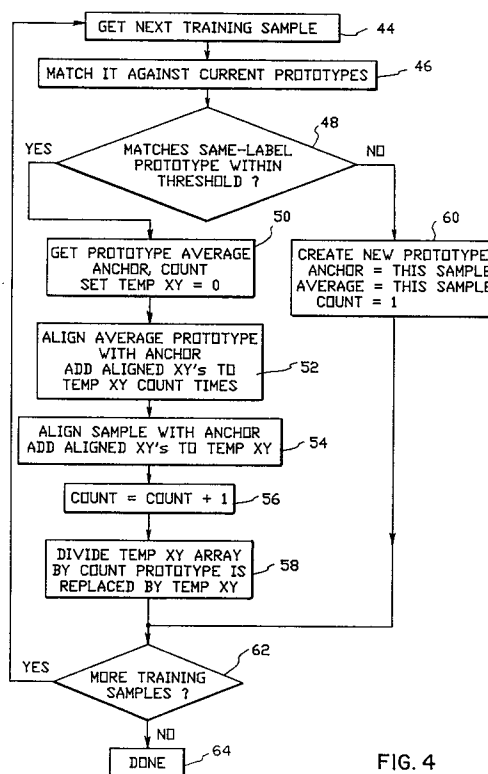 GET NEXT TRAINING SAMPLE
44
MATCH IT AGAINST CURRENT PROTOTYPES
46
48
YES
MATCHES SAME-LABEL
PROTOTYPE WITHIN
THRESHOLD ?
NO
50
GET PROTOTYPE AVERAGE
ANCHOR, COUNT
SET TEMP XY = 0
60
CREATE NEW PROTOTYPE
ANCHOR = THIS SAMPLE
AVERAGE = THIS SAMPLE
COUNT = 1
ALIGN AVERAGE PROTOTYPE
WITH ANCHOR
ADD ALIGNED XY's TO
TEMP XY COUNT TIMES
52
ALIGN SAMPLE WITH ANCHOR
ADD ALIGNED XY's TO TEMP XY
54
COUNT = COUNT + 1
56
DIVIDE TEMP XY ARRAY
BY COUNT PROTOTYPE IS
REPLACED BY TEMP XY
58
62
YES
MORE TRAINING
SAMPLES ?
NO
DONE
64
FIG. 4